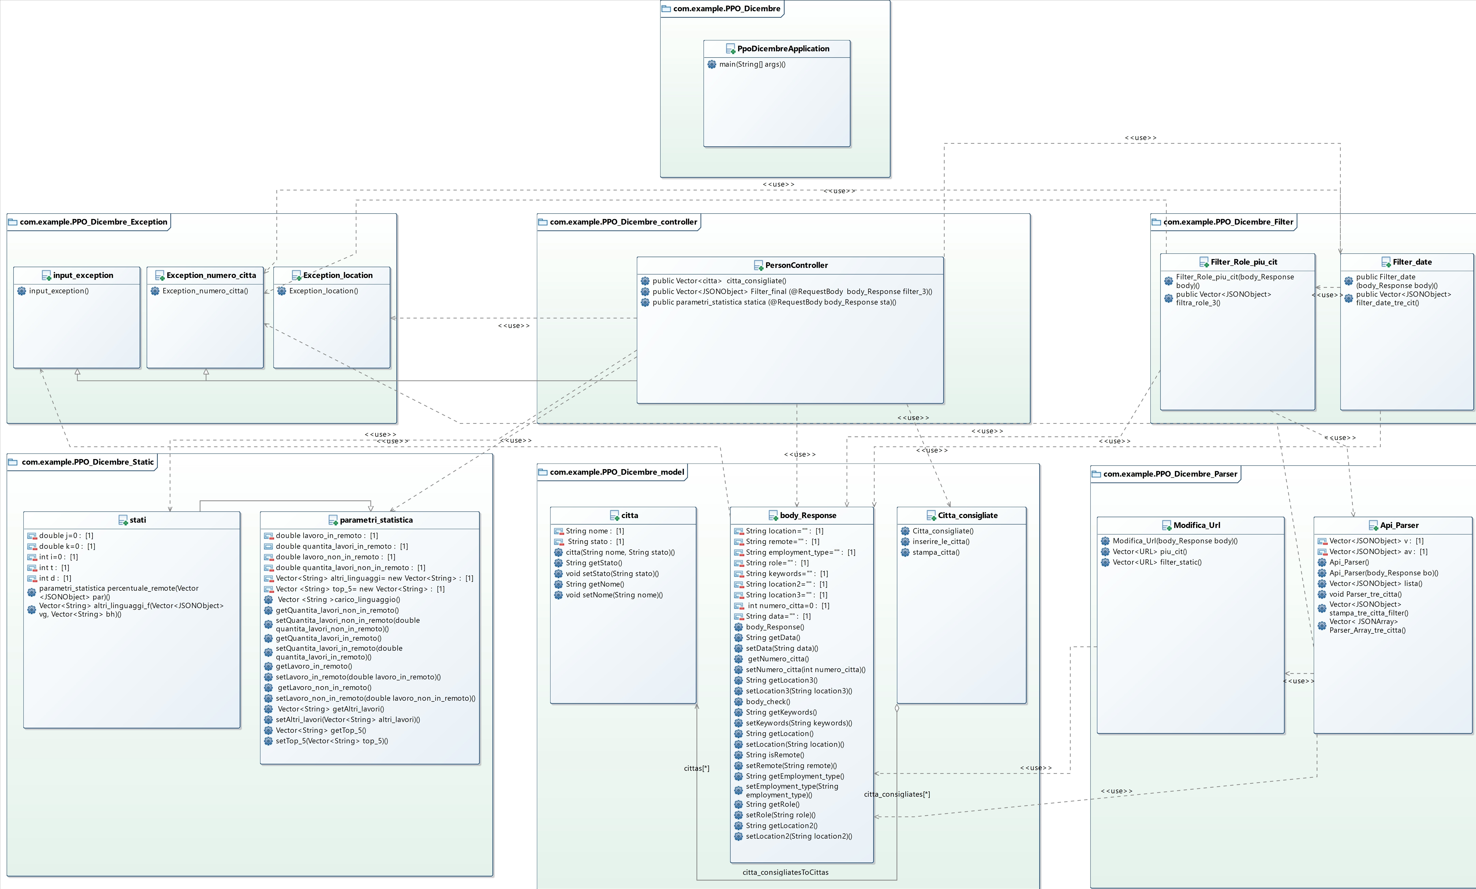 com.example.PPO_Dicembre
PpoDicembreApplication
main(String[] args)()
<<use>>
<<use>>
<<use>>
com.example.PPO_Dicembre_Exception
input_exception
input_exception()
Exception_numero_citta
Exception_numero_citta()
Exception_location
Exception_location()
com.example.PPO_Dicembre_controller
PersonController
public Vector<citta> citta_consigliate()
public Vector<JSONObject> Filter_final (@RequestBody body_Response filter_3)()
public parametri_statistica statica (@RequestBody body_Response sta)()
<<use>>
com.example.PPO_Dicembre_Filter
Filter_Role_piu_cit
Filter_Role_piu_cit(body_Response
body)()
public Vector<JSONObject>
filtra_role_3()
<<use>>
Filter_date
public Filter_date
(body_Response body)()
public Vector<JSONObject>
filter_date_tre_cit()
<<use>>
<<use>>
<<use>>
<<use>>
<<use>>
<<use>>
<<use>>
<<use>>
<<use>>
com.example.PPO_Dicembre_Static
stati
double j=0 : [1]
double k=0 : [1]
int i=0 : [1]
int t : [1]
int d : [1]
parametri_statistica percentuale_remote(Vector
<JSONObject> par)()
Vector<String> altri_linguaggi_f(Vector<JSONObject>
vg, Vector<String> bh)()
parametri_statistica
double lavoro_in_remoto : [1]
double quantita_lavori_in_remoto : [1]
double lavoro_non_in_remoto : [1]
double quantita_lavori_non_in_remoto : [1]
Vector<String> altri_linguaggi= new Vector<String> : [1]
Vector <String> top_5= new Vector<String> : [1]
Vector <String >carico_linguaggio()
getQuantita_lavori_non_in_remoto()
setQuantita_lavori_non_in_remoto(double
quantita_lavori_non_in_remoto)()
getQuantita_lavori_in_remoto()
setQuantita_lavori_in_remoto(double
quantita_lavori_in_remoto)()
getLavoro_in_remoto()
setLavoro_in_remoto(double lavoro_in_remoto)()
getLavoro_non_in_remoto()
setLavoro_non_in_remoto(double lavoro_non_in_remoto)()
Vector<String> getAltri_lavori()
setAltri_lavori(Vector<String> altri_lavori)()
Vector<String> getTop_5()
setTop_5(Vector<String> top_5)()
com.example.PPO_Dicembre_model
citta
String nome : [1]
String stato : [1]
citta(String nome, String stato)()
String getStato()
void setStato(String stato)()
String getNome()
void setNome(String nome)()
body_Response
String location="" : [1]
String remote="" : [1]
String employment_type="" : [1]
String role="" : [1]
String keywords="" : [1]
String location2="" : [1]
String location3="" : [1]
int numero_citta=0 : [1]
String data="" : [1]
body_Response()
String getData()
setData(String data)()
getNumero_citta()
setNumero_citta(int numero_citta)()
String getLocation3()
setLocation3(String location3)()
body_check()
String getKeywords()
setKeywords(String keywords)()
String getLocation()
setLocation(String location)()
String isRemote()
setRemote(String remote)()
String getEmployment_type()
setEmployment_type(String
employment_type)()
String getRole()
setRole(String role)()
String getLocation2()
setLocation2(String location2)()
Citta_consigliate
Citta_consigliate()
inserire_le_citta()
stampa_citta()
cittas[*]
citta_consigliates[*]
citta_consigliatesToCittas
com.example.PPO_Dicembre_Parser
Modifica_Url
Modifica_Url(body_Response body)()
Vector<URL> piu_cit()
Vector<URL> filter_static()
Api_Parser
Vector<JSONObject> v : [1]
Vector<JSONObject> av : [1]
Api_Parser()
Api_Parser(body_Response bo)()
Vector<JSONObject> lista()
void Parser_tre_citta()
Vector<JSONObject>
stampa_tre_citta_filter()
Vector< JSONArray>
Parser_Array_tre_citta()
<<use>>
<<use>>
<<use>>